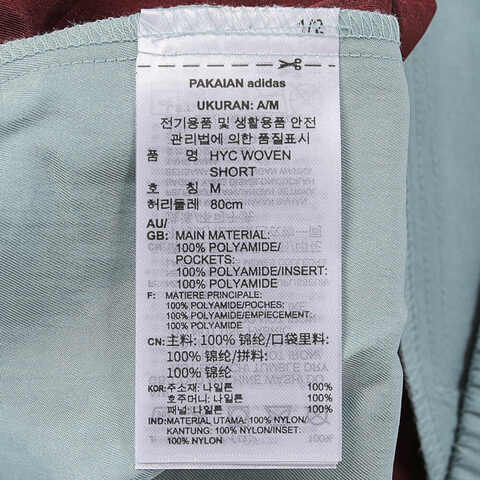 1/2
PAKAIAN adidas
UKURAN: A/M
전기용품 및 생활용품 안전
관리법에 의한 품질표시
품 명 HYC WOVEN
SHORT
호 칭 M
허리둘레 80cm
AU/
GB: MAIN MATERIAL:
100% POLYAMIDE/
POCKETS:
100% POLYAMIDE/INSERT:
100% POLYAMIDE
F: MATIERE PRINCIPALE:
100% POLYAMIDE/POCHES:
100% POLYAMIDE/EMPIECEMENT:
100% POLYAMIDE
CN: 主料: 100% 锦纶/口袋里料:
100% 锦纶/拼料:
100% 锦纶
KOR: 주소재: 나일론 100%
호주머니: 나일론 100%
패널: 나일론 100%
IND: MATERIAL UTAMA: 100% NYLON/
KANTUNG: 100% NYLON/INSET:
100% NYLON